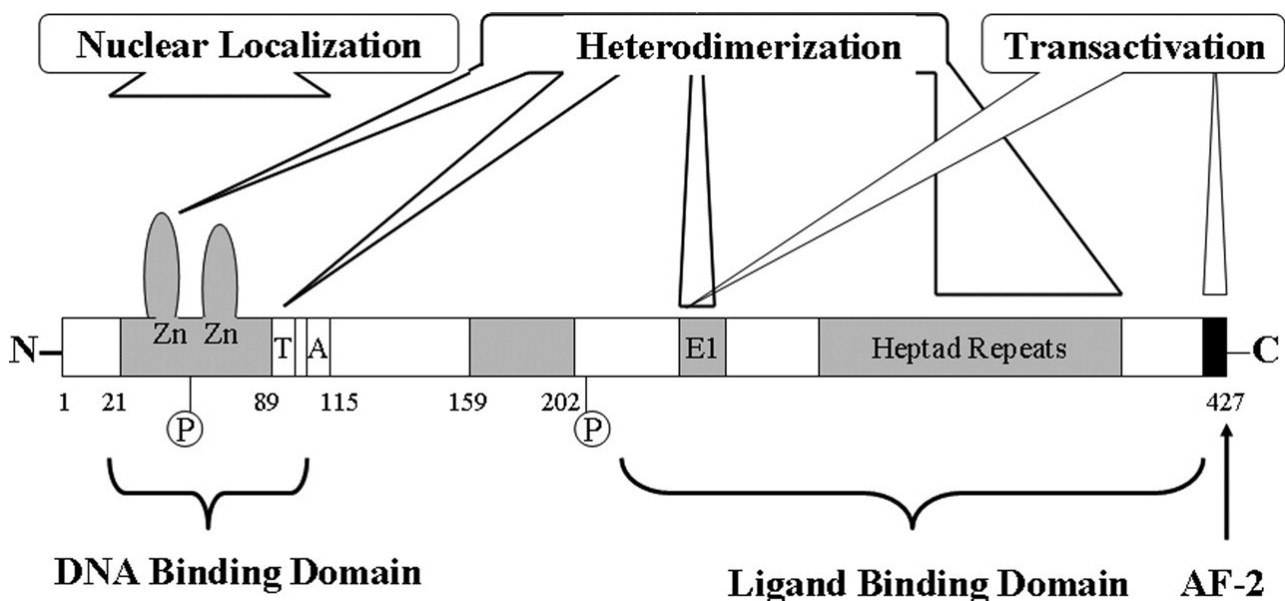 Nuclear Localization
Heterodimerization
Transactivation
N
Zn
Zn
T
A
E1
Heptad Repeats
C
1
21
89
115
159
202
427
P
P
DNA Binding Domain
Ligand Binding Domain
AF-2